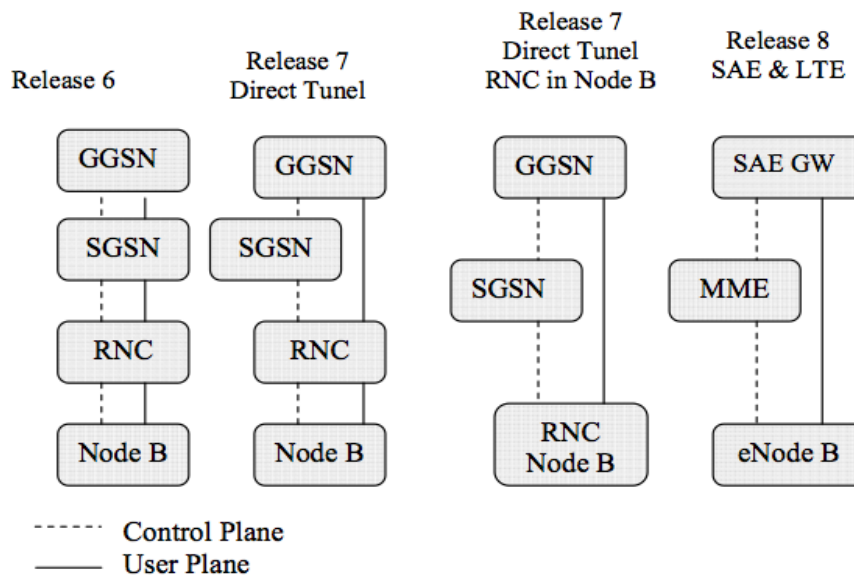 Release 6
Release 7
Direct Tunel
Release 7
Direct Tunel
RNC in Node B
Release 8
SAE & LTE
GGSN
SGSN
RNC
Node B
GGSN
SGSN
RNC
Node B
GGSN
SGSN
RNC
Node B
SAE GW
MME
eNode B
Control Plane
User Plane